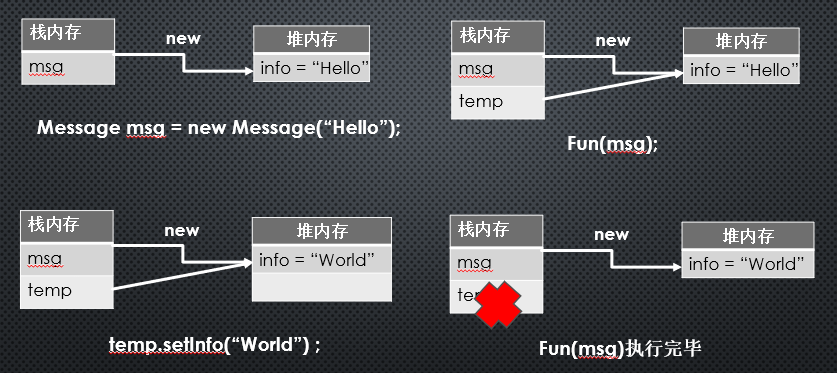 栈内存
msg
new
堆内存
info = “Hello”
Message msg = new Message(“Hello”);
栈内存
msg
temp
new
堆内存
info = “Hello”
Fun(msg);
栈内存
msg
temp
new
堆内存
info = “World”
temp.setInfo(“World”) ;
栈内存
msg
new
堆内存
info = “World”
Fun(msg)执行完毕